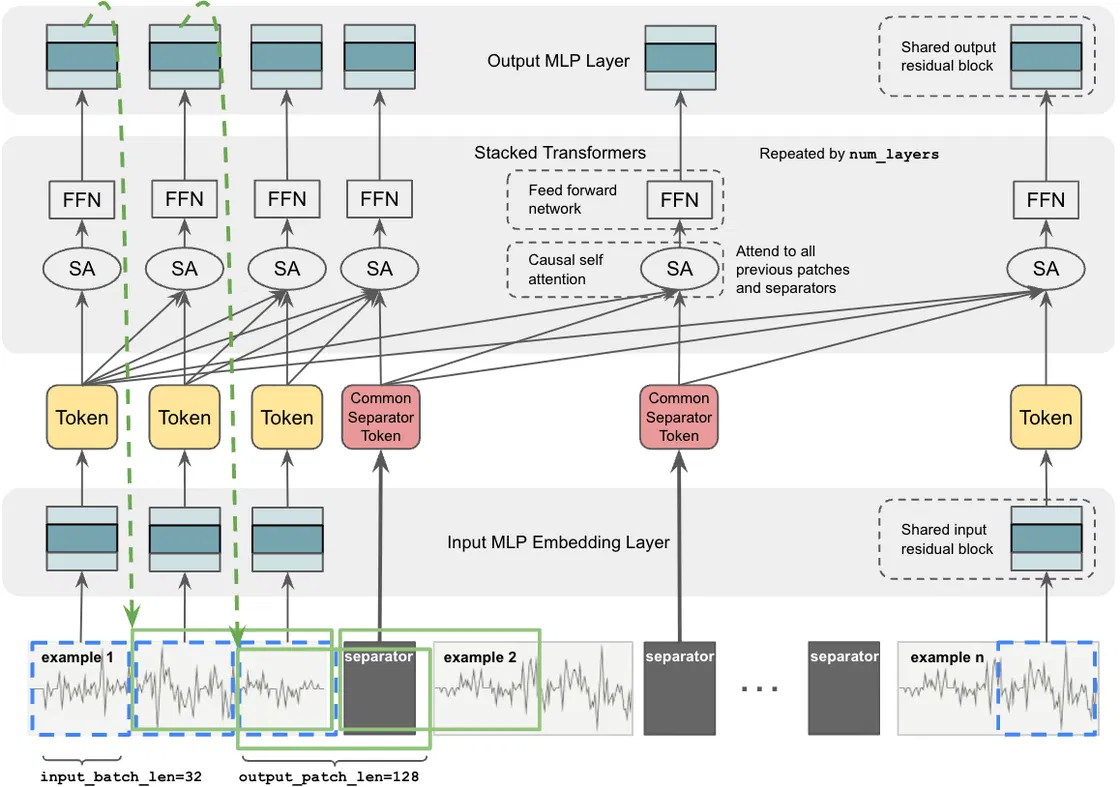 Output MLP Layer
Shared output
residual block
Stacked Transformers
Repeated by num_layers
FFN
FFN
FFN
FFN
Feed forward
network
FFN
FFN
SA
SA
SA
SA
Causal self
attention
SA
Attend to all
previous patches
and separators
SA
Token
Token
Token
Common
Separator
Token
Common
Separator
Token
Token
Input MLP Embedding Layer
Shared input
residual block
example 1
separator
example 2
separator
...
separator
example n
input_batch_len=32
output_patch_len=128